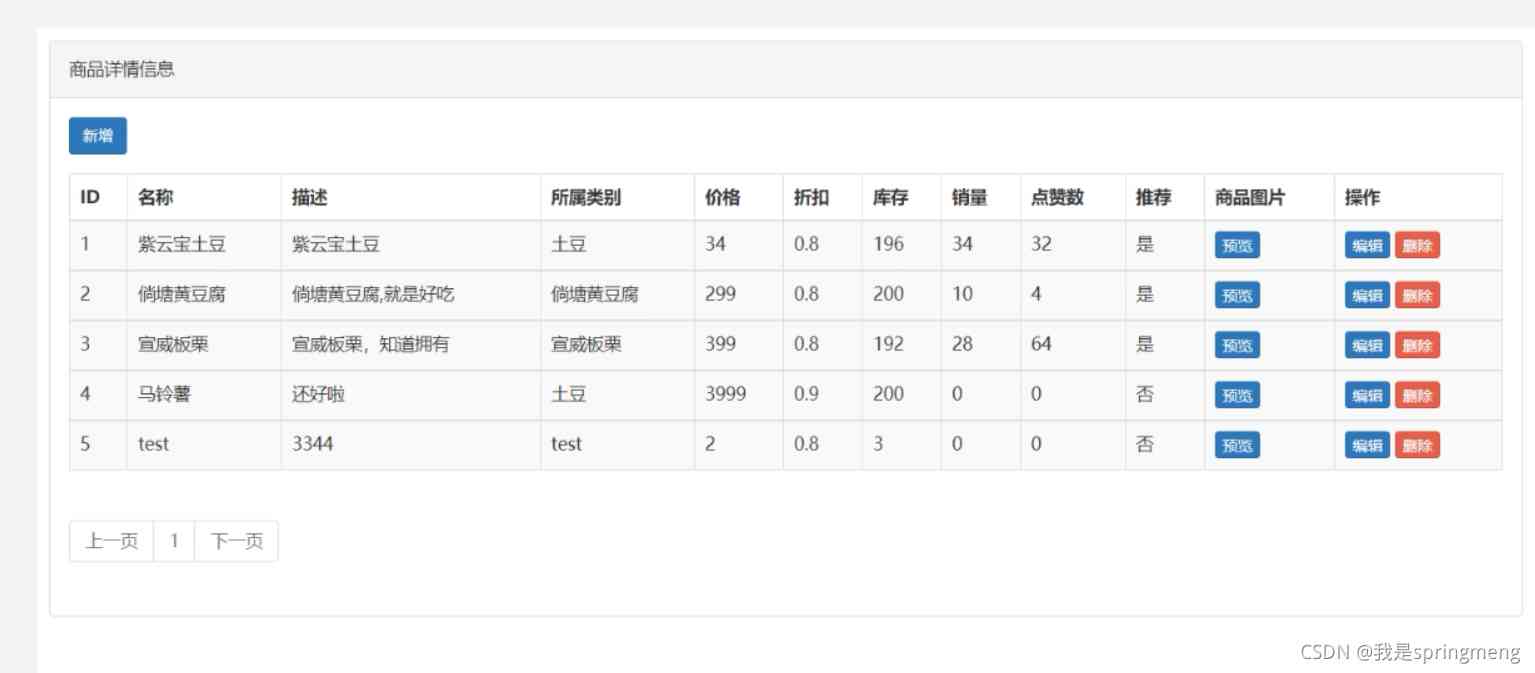 商品详情信息
新增
ID 名称 描述 所属类别 价格 折扣 库存 销量 点赞数 推荐 商品图片 操作
1 紫云宝土豆 紫云宝土豆 土豆 34 0.8 196 34 32 是 预览 编辑 删除
2 倘塘黄豆腐 倘塘黄豆腐,就是好吃 倘塘黄豆腐 299 0.8 200 10 4 是 预览 编辑 删除
3 宣威板栗 宣威板栗，知道拥有 宣威板栗 399 0.8 192 28 64 是 预览 编辑 删除
4 马铃薯 还好啦 土豆 3999 0.9 200 0 0 否 预览 编辑 删除
5 test 3344 test 2 0.8 3 0 0 否 预览 编辑 删除
上一页 1 下一页
CSDN @我是springmeng